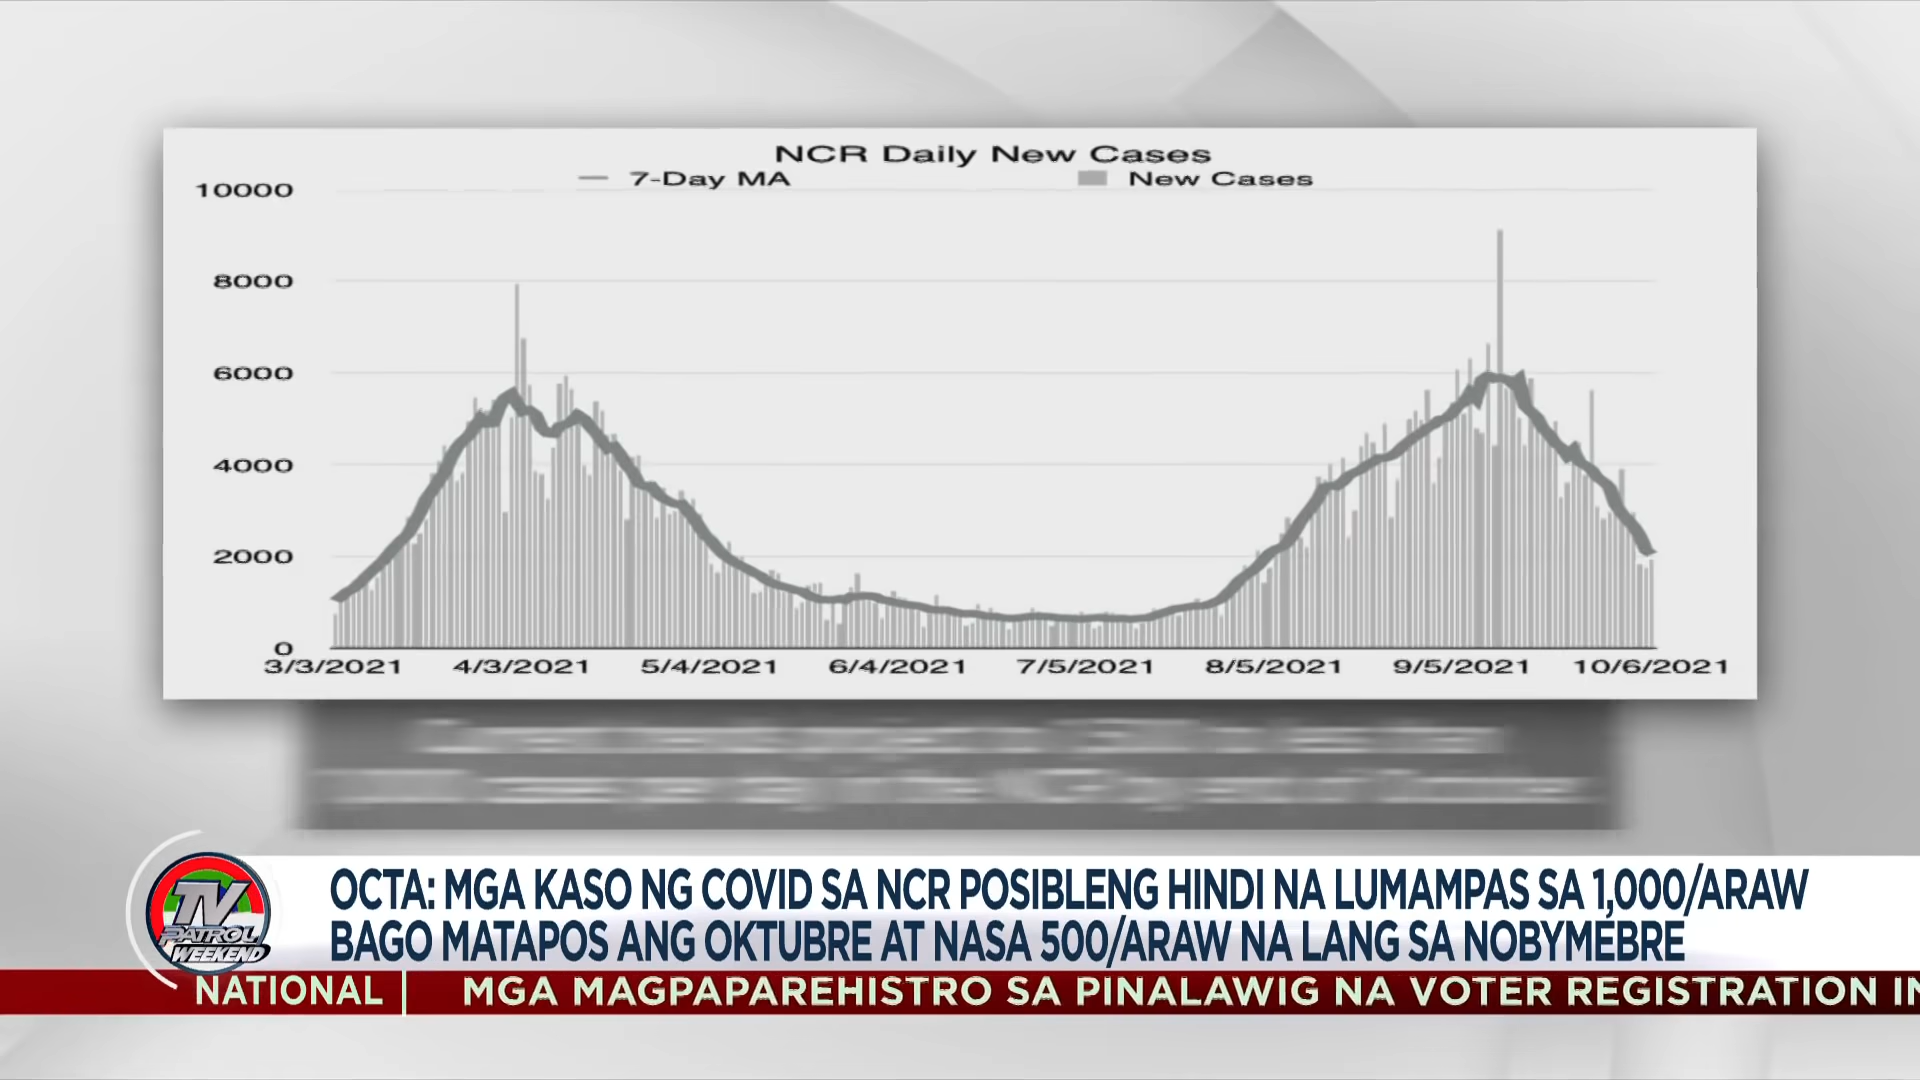 NCR Daily New Cases
7-Day MA
New Cases
10000
8000
6000
4000
2000
0
3/3/2021
4/3/2021
5/4/2021
6/4/2021
7/5/2021
8/5/2021
9/5/2021
10/6/2021
OCTA: MGA KASO NG COVID SA NCR POSIBLENG HINDI NA LUMAMPAS SA 1,000/ARAW
BAGO MATAPOS ANG OKTUBRE AT NASA 500/ARAW NA LANG SA NOBYMEBRE
TV
PATROL
WEEKEND
NATIONAL
MGA MAGPAPAREHISTRO SA PINALAWIG NA VOTER REGISTRATION IN